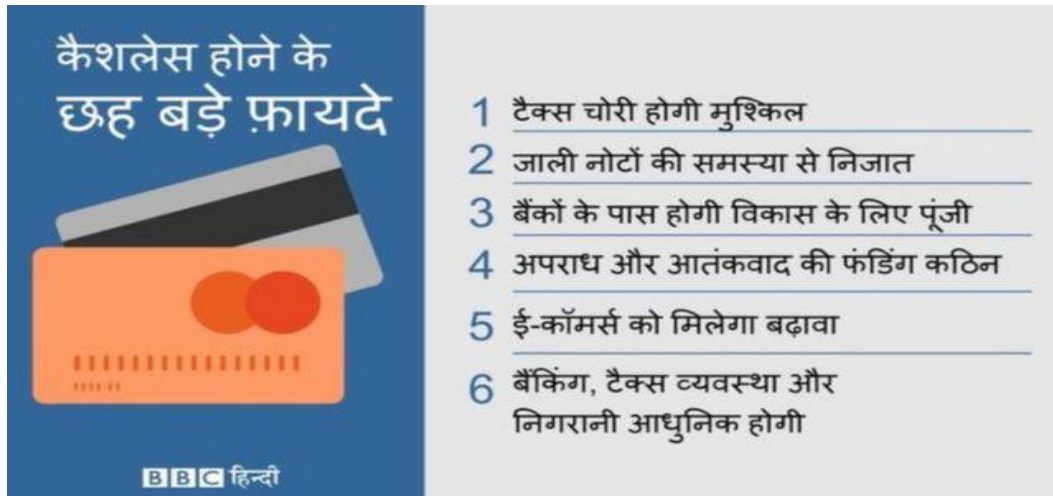 कैशलेस होने के
छह बड़े फ़ायदे
BBC हिन्दी
1 टैक्स चोरी होगी मुश्किल
2 जाली नोटों की समस्या से निजात
3 बैंकों के पास होगी विकास के लिए पूंजी
4 अपराध और आतंकवाद की फंडिंग कठिन
5 ई-कॉमर्स को मिलेगा बढ़ावा
6 बैंकिंग, टैक्स व्यवस्था और
निगरानी आधुनिक होगी